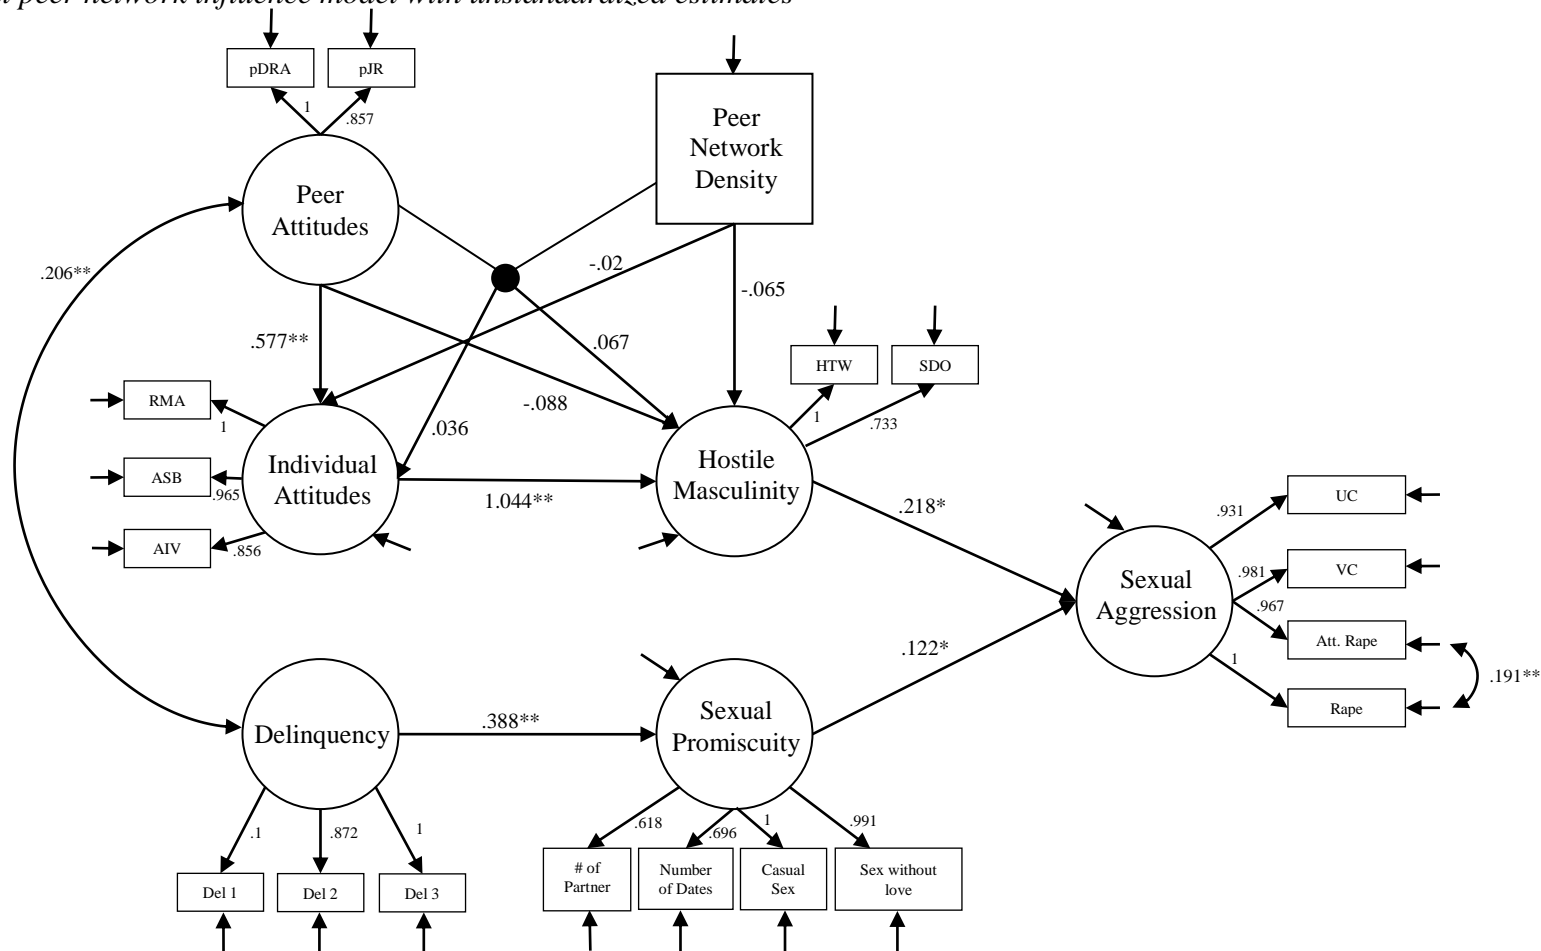 peer network influence model with unstandardized estimates
pDRA
pJR
1
.857
Peer
Network
Density
Peer
Attitudes
.206**
-.02
-.065
.577**
.067
HTW
SDO
-.088
1
.733
RMA
1
.036
ASB
.965
Individual
Attitudes
1.044**
Hostile
Masculinity
AIV
.856
.218*
.931
UC
.981
VC
Sexual
Aggression
.967
Att. Rape
.122*
1
.191**
Rape
Delinquency
.388**
Sexual
Promiscuity
.1
.872
1
.618
.696
1
.991
Del 1
Del 2
Del 3
# of
Partner
Number
of Dates
Casual
Sex
Sex without
love